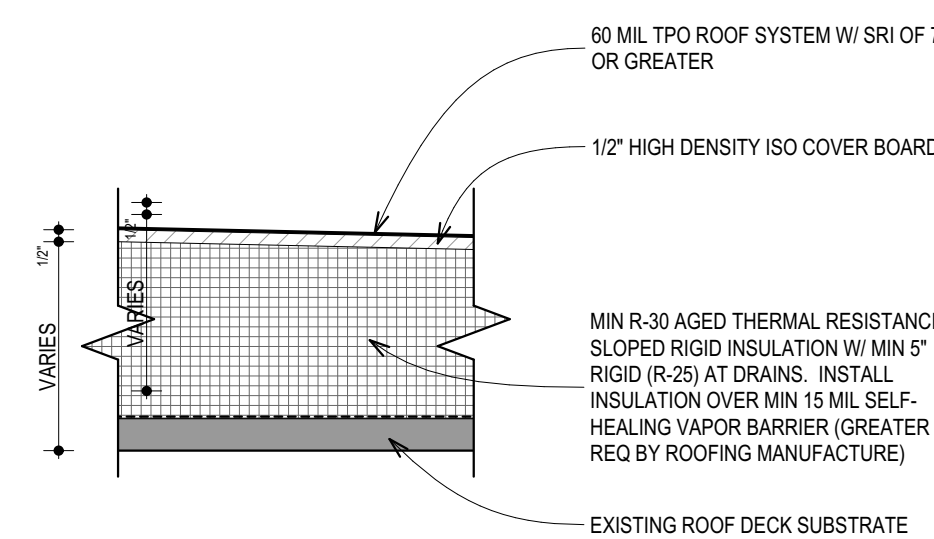 60 MIL TPO ROOF SYSTEM W/ SRI OF 7
OR GREATER
1/2" HIGH DENSITY ISO COVER BOARD
1/2"
1/2"
VARIES
VARIES
MIN R-30 AGED THERMAL RESISTANCE
SLOPED RIGID INSULATION W/ MIN 5"
RIGID (R-25) AT DRAINS. INSTALL
INSULATION OVER MIN 15 MIL SELF-
HEALING VAPOR BARRIER (GREATER
REQ BY ROOFING MANUFACTURE)
EXISTING ROOF DECK SUBSTRATE